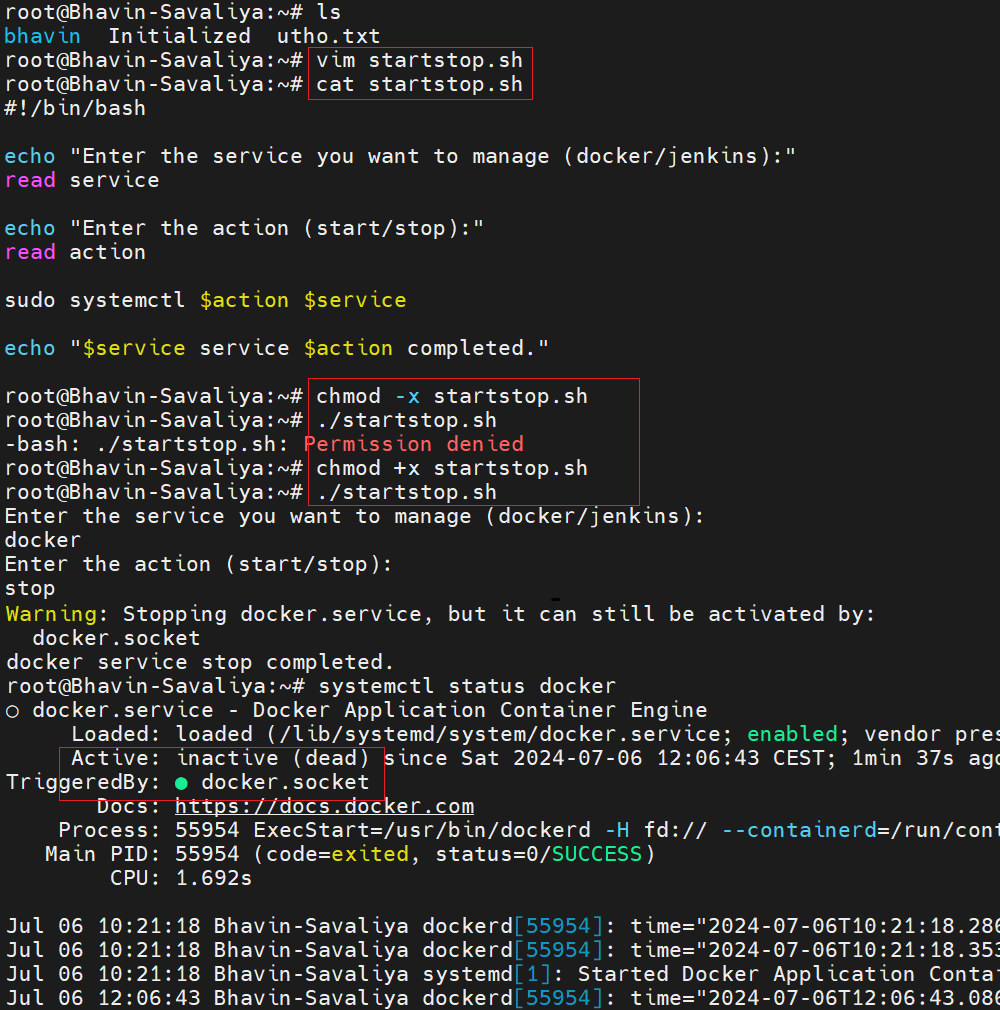 root@Bhavin-Savaliya:~# ls
bhavin  Initialized  utho.txt
root@Bhavin-Savaliya:~# vim startstop.sh
root@Bhavin-Savaliya:~# cat startstop.sh
#!/bin/bash
echo "Enter the service you want to manage (docker/jenkins):"
read service
echo "Enter the action (start/stop):"
read action
sudo systemctl $action $service
echo "$service service $action completed."
root@Bhavin-Savaliya:~# chmod -x startstop.sh
root@Bhavin-Savaliya:~# ./startstop.sh
-bash: ./startstop.sh: Permission denied
root@Bhavin-Savaliya:~# chmod +x startstop.sh
root@Bhavin-Savaliya:~# ./startstop.sh
Enter the service you want to manage (docker/jenkins):
docker
Enter the action (start/stop):
stop
Warning: Stopping docker.service, but it can still be activated by:
  docker.socket
docker service stop completed.
root@Bhavin-Savaliya:~# systemctl status docker
○ docker.service - Docker Application Container Engine
     Loaded: loaded (/lib/systemd/system/docker.service; enabled; vendor pres
     Active: inactive (dead) since Sat 2024-07-06 12:06:43 CEST; 1min 37s ago
TriggeredBy: ● docker.socket
       Docs: https://docs.docker.com
    Process: 55954 ExecStart=/usr/bin/dockerd -H fd:// --containerd=/run/cont
   Main PID: 55954 (code=exited, status=0/SUCCESS)
        CPU: 1.692s
Jul 06 10:21:18 Bhavin-Savaliya dockerd[55954]: time="2024-07-06T10:21:18.286
Jul 06 10:21:18 Bhavin-Savaliya dockerd[55954]: time="2024-07-06T10:21:18.353
Jul 06 10:21:18 Bhavin-Savaliya systemd[1]: Started Docker Application Contai
Jul 06 12:06:43 Bhavin-Savaliya dockerd[55954]: time="2024-07-06T12:06:43.086